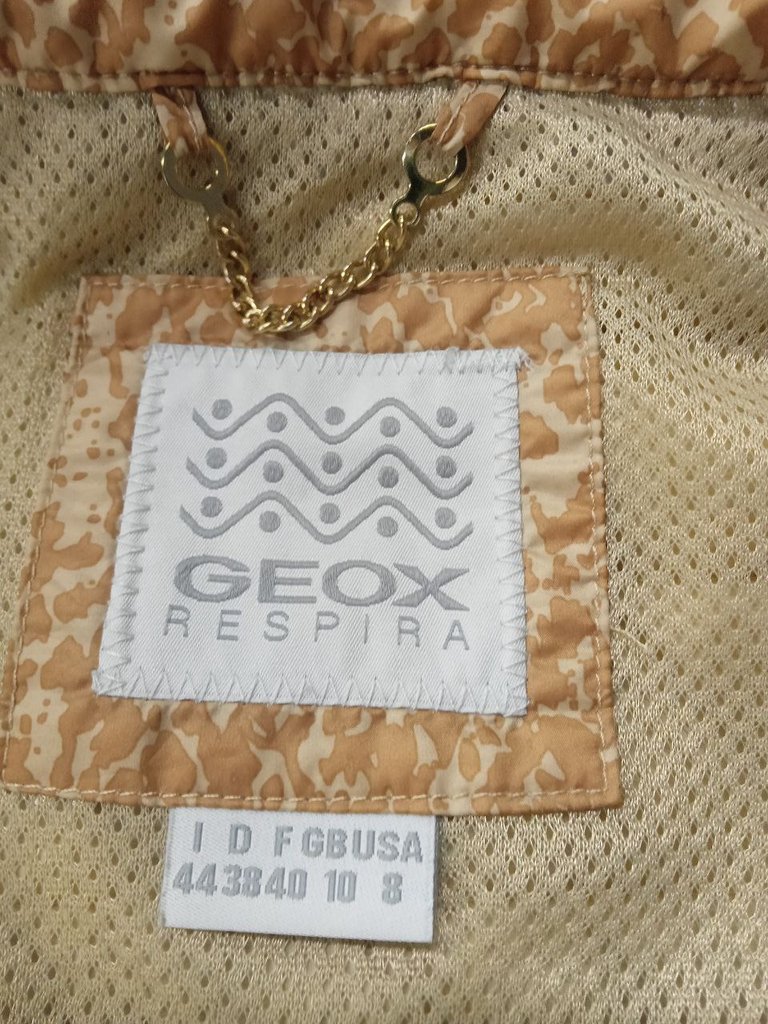 GEOX
RESPIRA
I D F GB USA
44 38 40 10 8